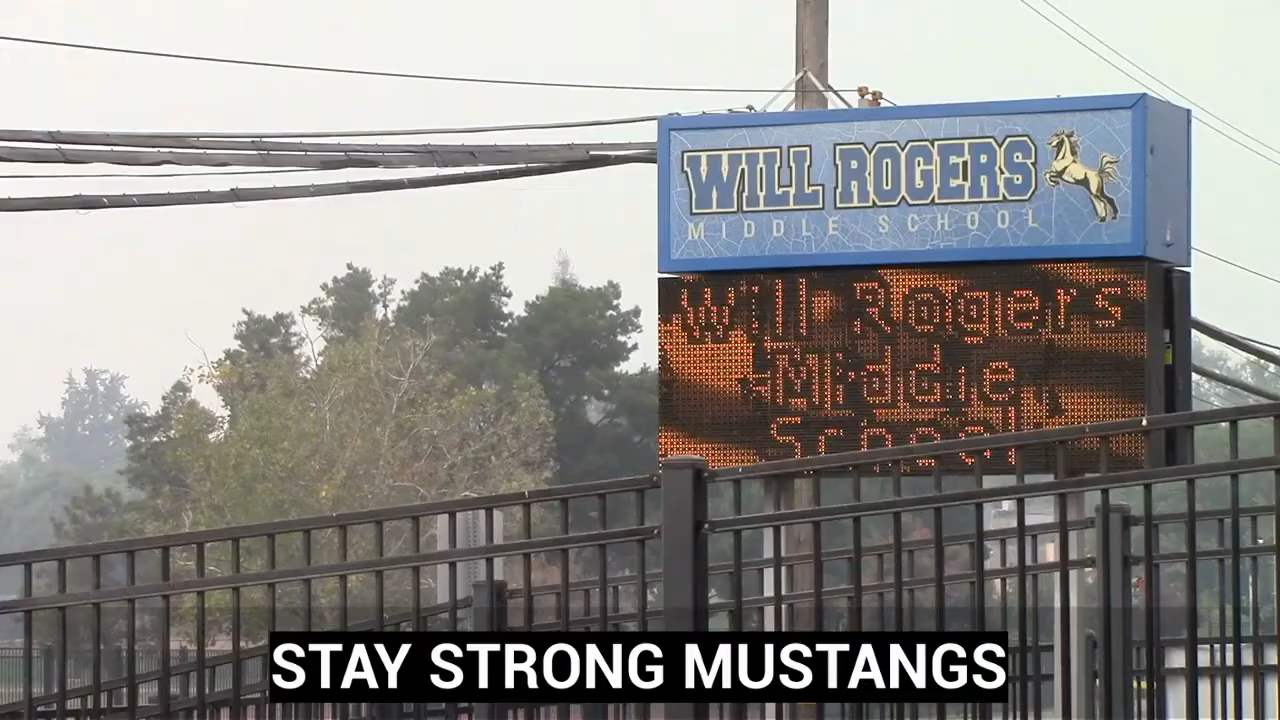 WILL ROGERS
MIDDLE SCHOOL
Will Rogers
Middle
School
STAY STRONG MUSTANGS